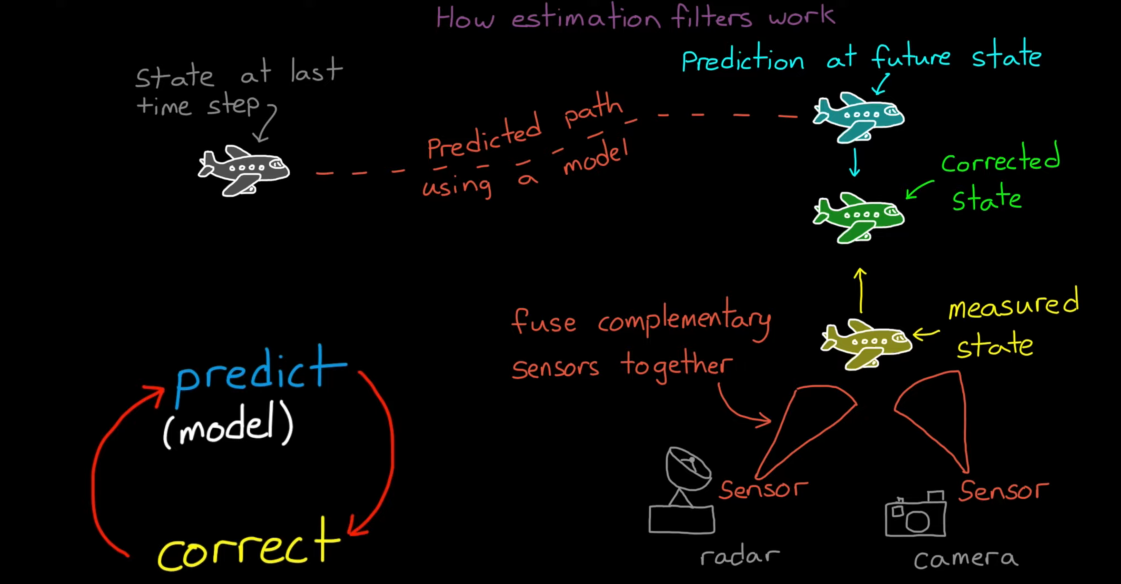 How estimation filters work
State at last
time step
Predicted path
using a model
Prediction at future state
corrected
state
measured
state
fuse complementary
sensors together
Sensor
Sensor
radar
camera
predict
(model)
correct